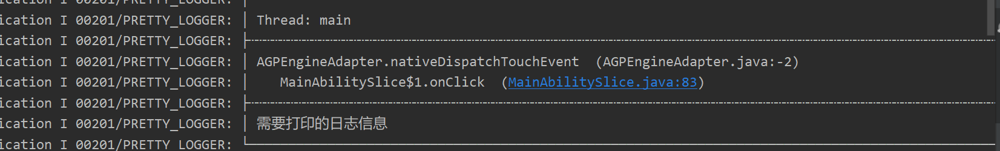 ication I 00201/PRETTY_LOGGER: │
ication I 00201/PRETTY_LOGGER: │ Thread: main
ication I 00201/PRETTY_LOGGER:
ication I 00201/PRETTY_LOGGER: │ AGPEngineAdapter.nativeDispatchTouchEvent  (AGPEngineAdapter.java:-2)
ication I 00201/PRETTY_LOGGER: │    MainAbilitySlice$1.onClick  (MainAbilitySlice.java:83)
ication I 00201/PRETTY_LOGGER:
ication I 00201/PRETTY_LOGGER: │ 需要打印的日志信息
ication I 00201/PRETTY_LOGGER: